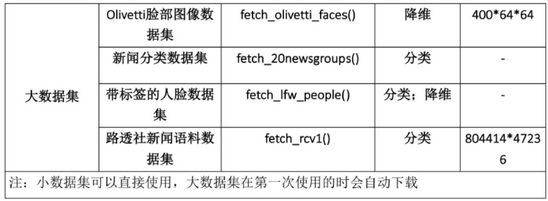 大数据集
Olivetti脸部图像数
据集
fetch_olivetti_faces()
降维
400*64*64
新闻分类数据集
fetch_20newsgroups()
分类
-
带标签的人脸数据
集
fetch_lfw_people()
分类；降维
-
路透社新闻语料数
据集
fetch_rcv1()
分类
804414*4723
6
注：小数据集可以直接使用，大数据集在第一次使用的时会自动下载